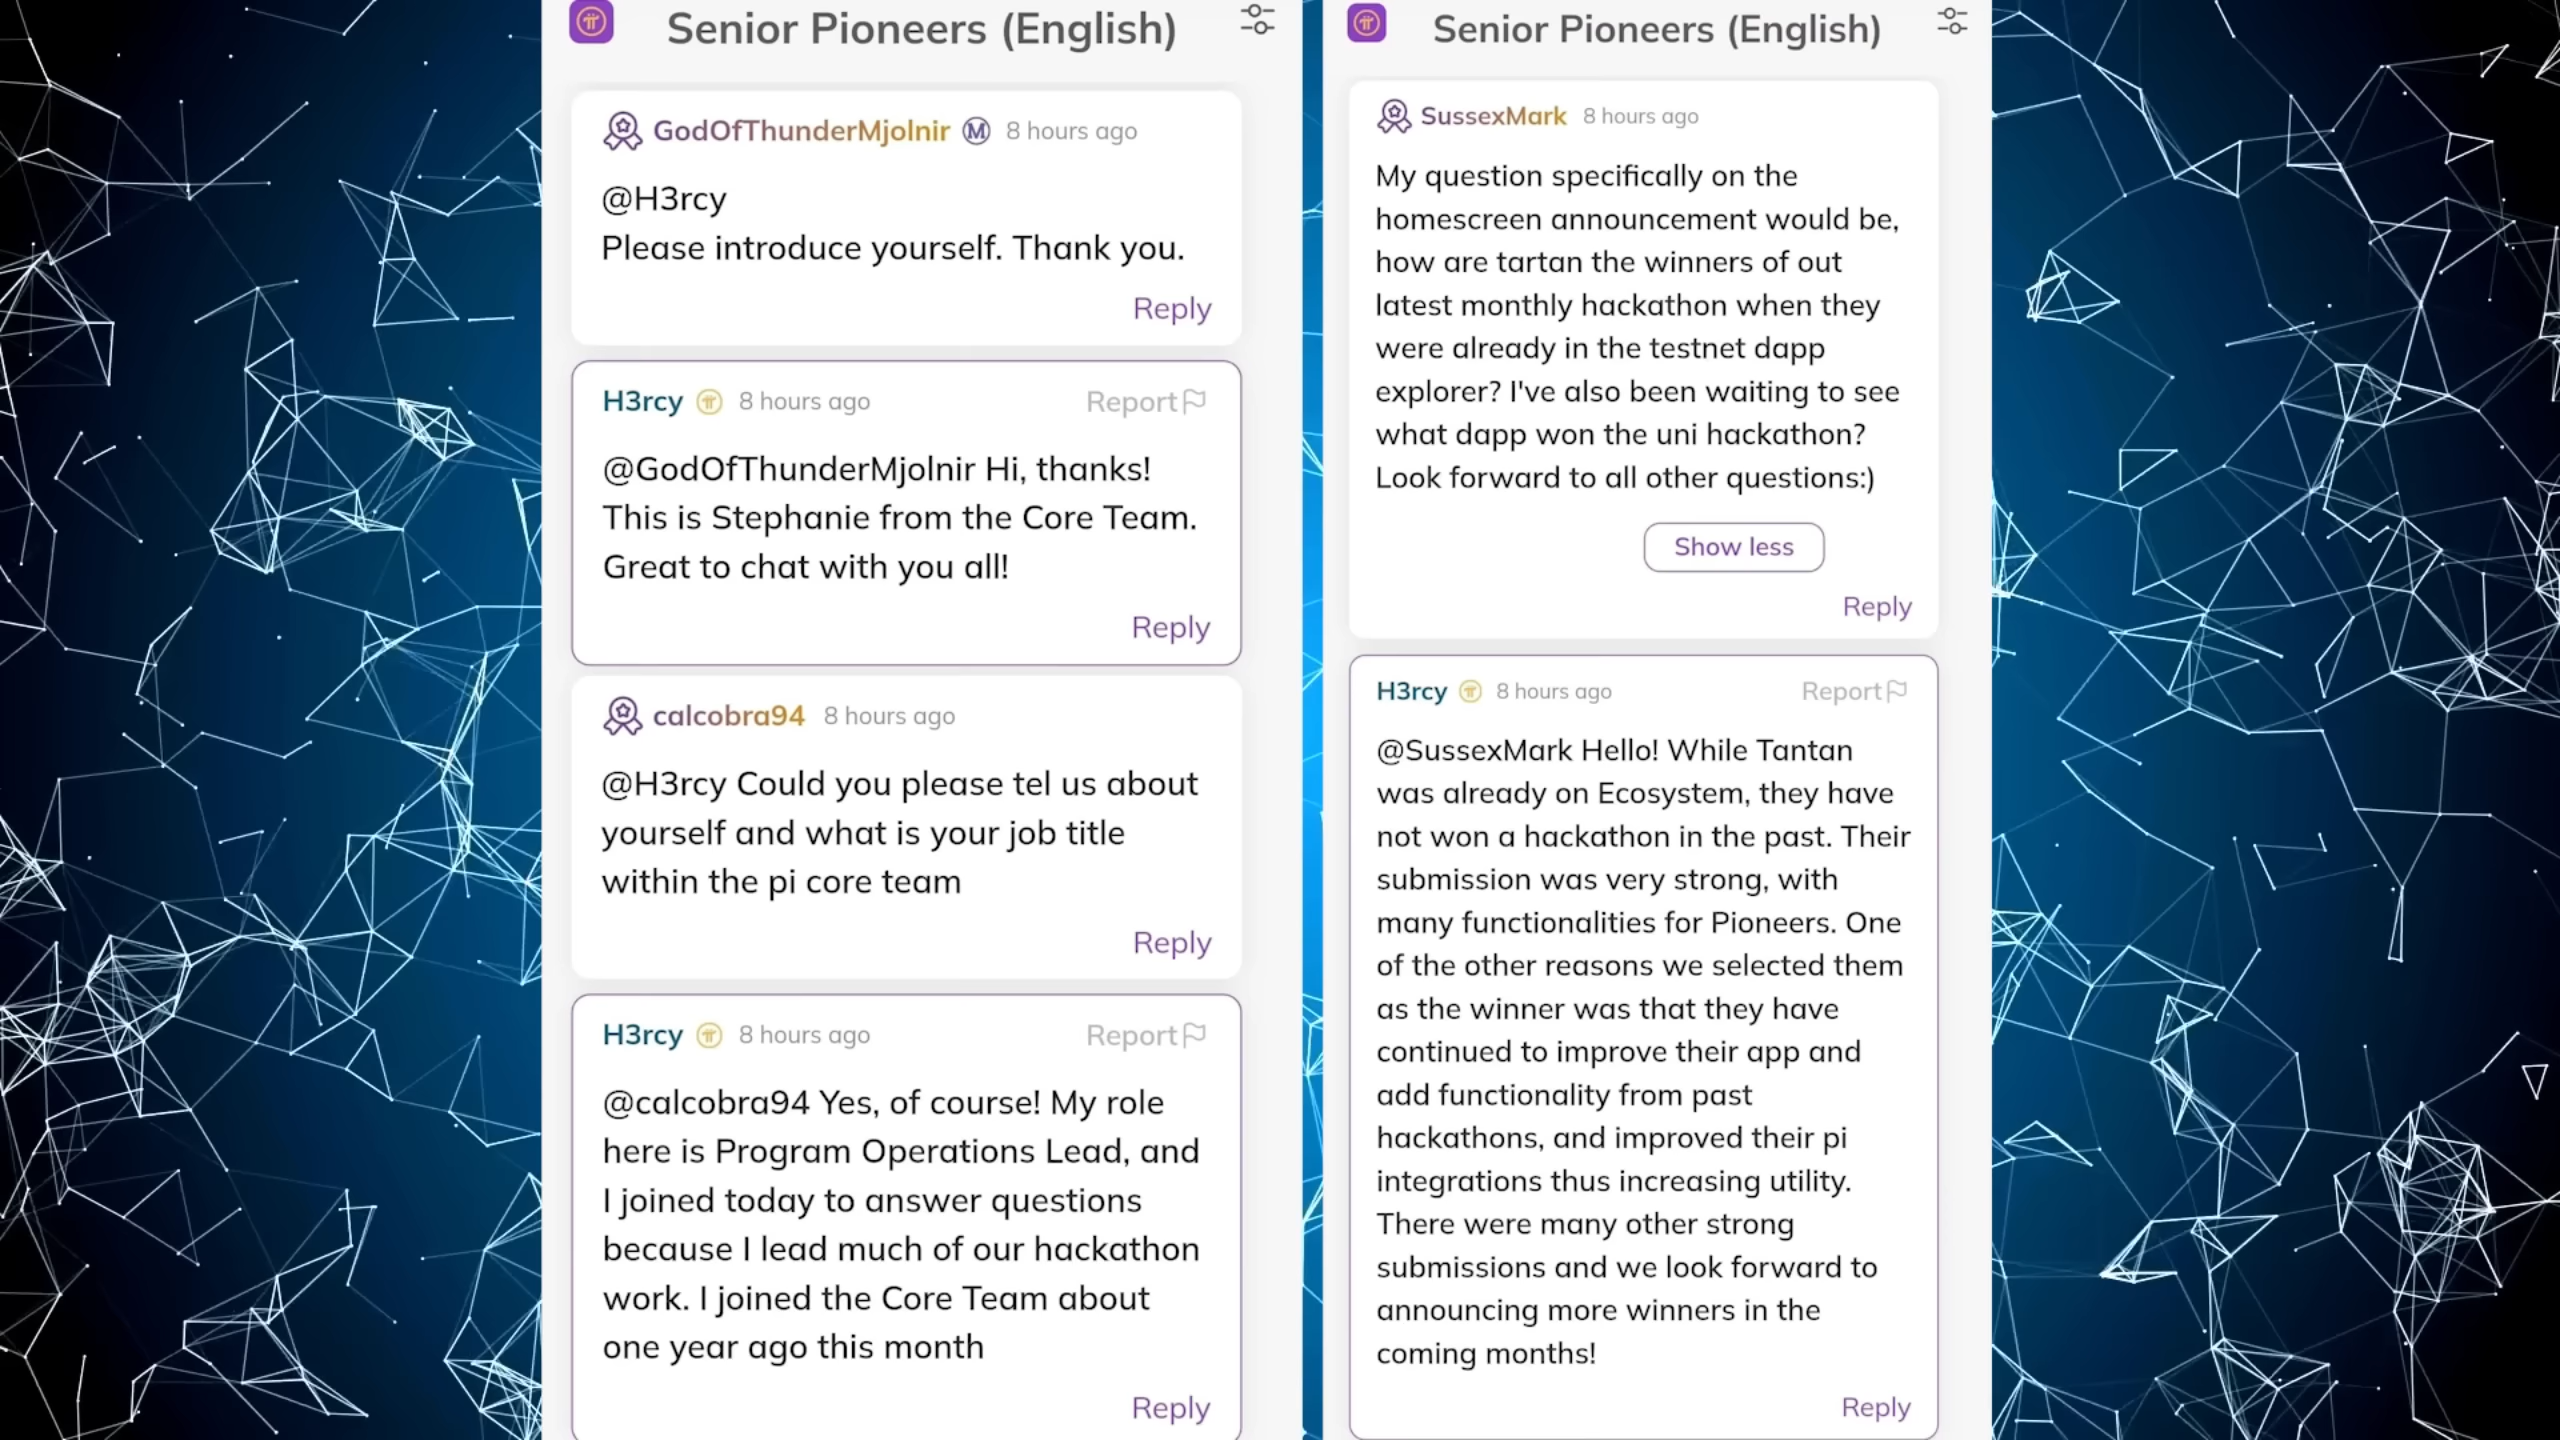 Senior Pioneers (English)
GodOfThunderMjolnir M 8 hours ago
@H3rcy
Please introduce yourself. Thank you.
Reply
H3rcy 8 hours ago Report
@GodOfThunderMjolnir Hi, thanks!
This is Stephanie from the Core Team.
Great to chat with you all!
Reply
calcobra94 8 hours ago
@H3rcy Could you please tel us about
yourself and what is your job title
within the pi core team
Reply
H3rcy 8 hours ago Report
@calcobra94 Yes, of course! My role
here is Program Operations Lead, and
I joined today to answer questions
because I lead much of our hackathon
work. I joined the Core Team about
one year ago this month
Reply
Senior Pioneers (English)
SussexMark 8 hours ago
My question specifically on the
homescreen announcement would be,
how are tartan the winners of out
latest monthly hackathon when they
were already in the testnet dapp
explorer? I've also been waiting to see
what dapp won the uni hackathon?
Look forward to all other questions:)
Show less
Reply
H3rcy 8 hours ago Report
@SussexMark Hello! While Tantan
was already on Ecosystem, they have
not won a hackathon in the past. Their
submission was very strong, with
many functionalities for Pioneers. One
of the other reasons we selected them
as the winner was that they have
continued to improve their app and
add functionality from past
hackathons, and improved their pi
integrations thus increasing utility.
There were many other strong
submissions and we look forward to
announcing more winners in the
coming months!
Reply